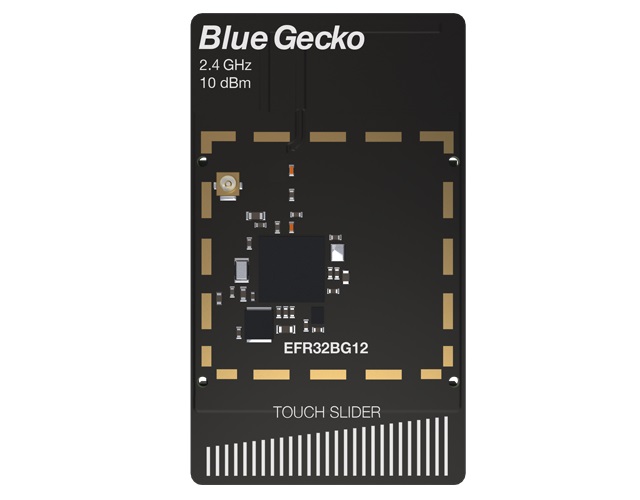 Blue Gecko
2.4 GHz
10 dBm
EFR32BG12
TOUCH SLIDER